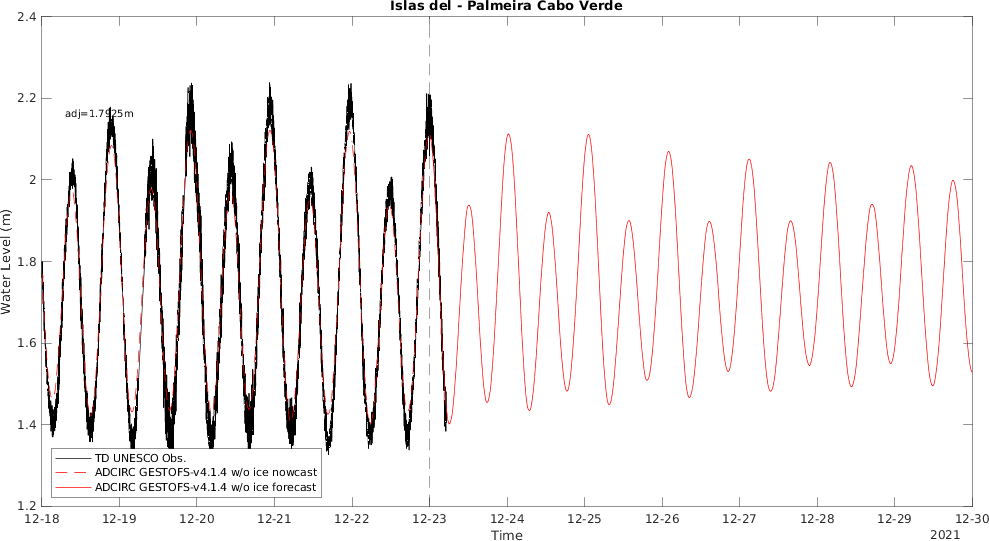 Islas del - Palmeira Cabo Verde
2.4
2.2
2
1.8
1.6
1.4
1.2
Water Level (m)
adj=1.7925m
TD UNESCO Obs.
ADCIRC GESTOFS-v4.1.4 w/o ice nowcast
ADCIRC GESTOFS-v4.1.4 w/o ice forecast
12-18 12-19 12-20 12-21 12-22 12-23 12-24 12-25 12-26 12-27 12-28 12-29 12-30
Time
2021